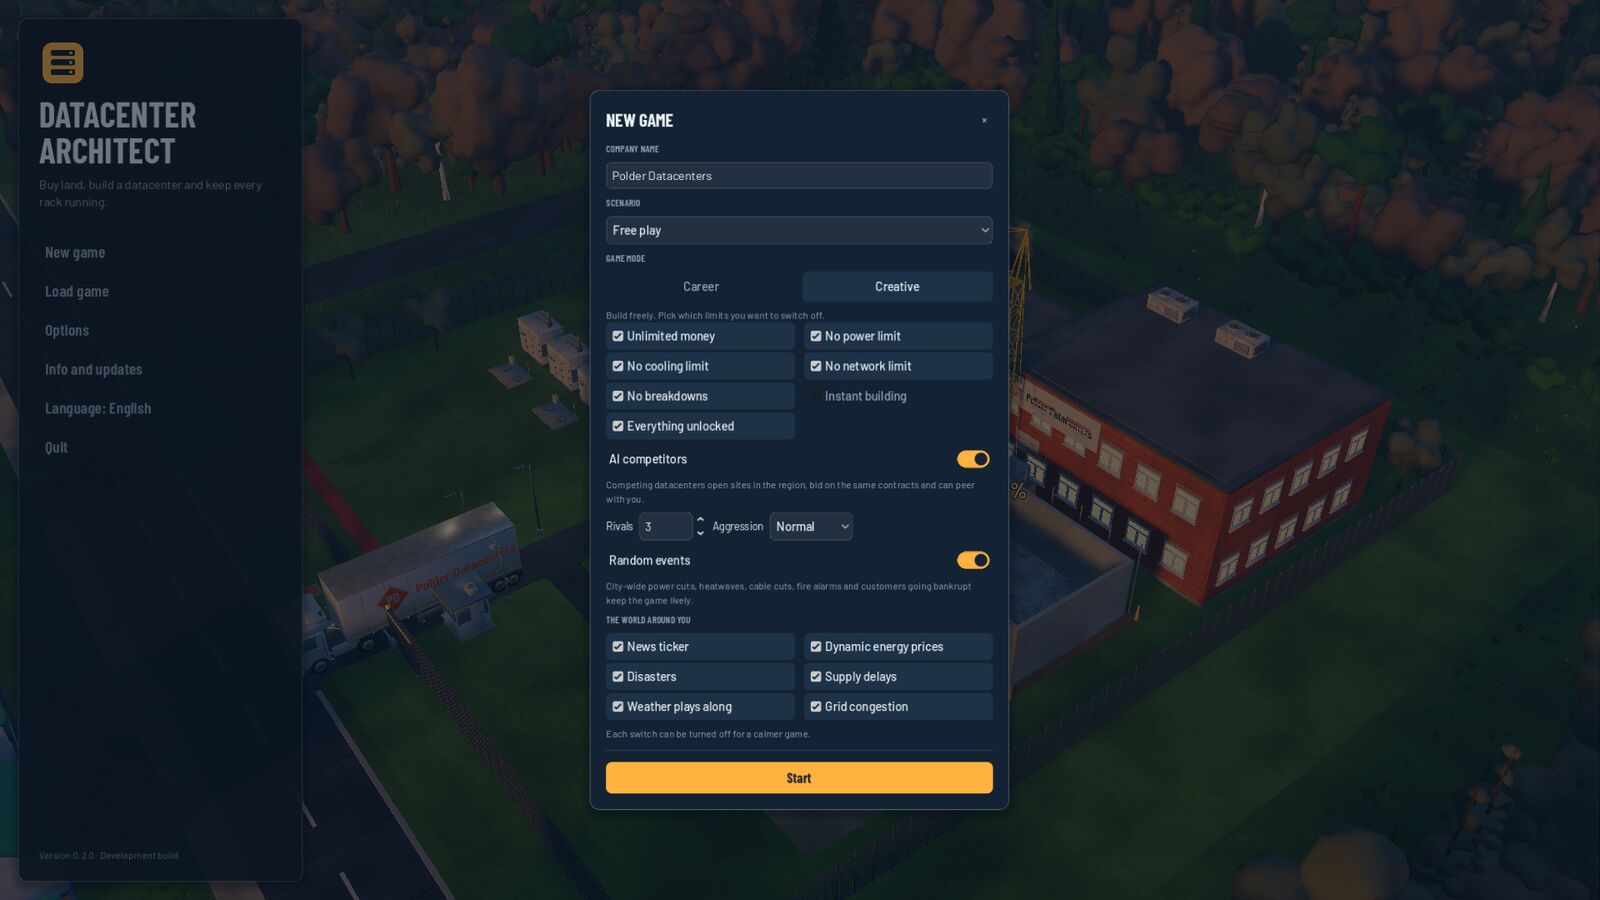 DATACENTER
ARCHITECT
Buy land, build a datacenter and keep every
rack running.
New game
Load game
Options
Info and updates
Language: English
Quit
Version 0.2.0 · Development build
NEW GAME
×
COMPANY NAME
Polder Datacenters
SCENARIO
Free play
GAME MODE
Career
Creative
Build freely. Pick which limits you want to switch off.
Unlimited money
No power limit
No cooling limit
No network limit
No breakdowns
Instant building
Everything unlocked
AI competitors
Competing datacenters open sites in the region, bid on the same contracts and can peer
with you.
Rivals 3 Aggression Normal
Random events
City-wide power cuts, heatwaves, cable cuts, fire alarms and customers going bankrupt
keep the game lively.
THE WORLD AROUND YOU
News ticker
Dynamic energy prices
Disasters
Supply delays
Weather plays along
Grid congestion
Each switch can be turned off for a calmer game.
Start
PD Polder Datacenters
Polder Datacenters
%